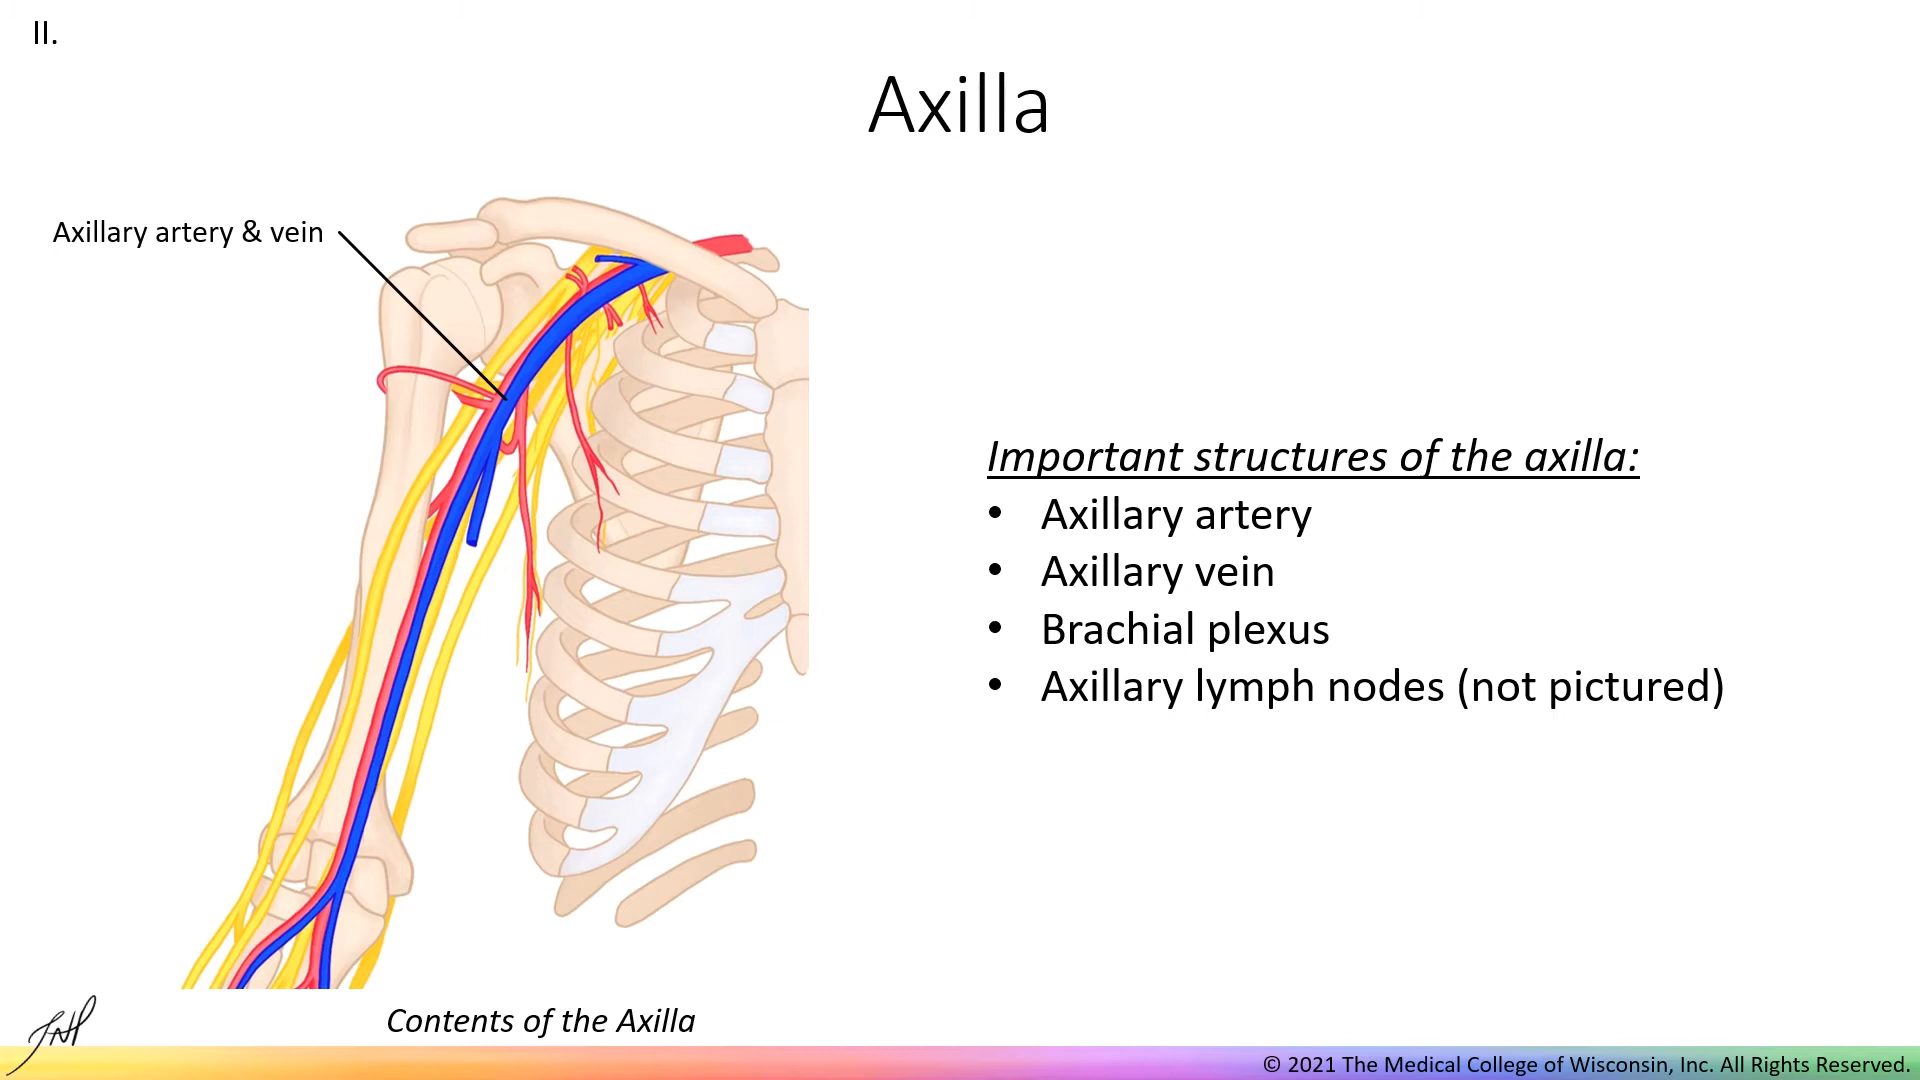 II.
Axilla
Axillary artery & vein
Important structures of the axilla:
• Axillary artery
• Axillary vein
• Brachial plexus
• Axillary lymph nodes (not pictured)
Contents of the Axilla
© 2021 The Medical College of Wisconsin, Inc. All Rights Reserved.